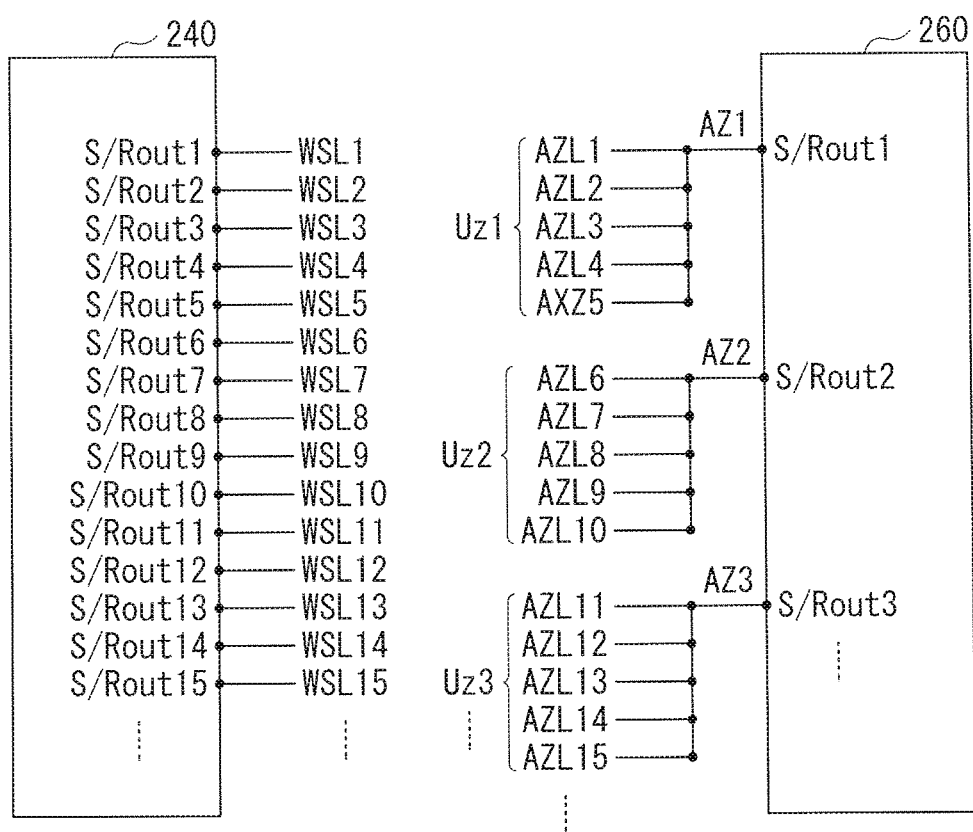 240
S/Rout1 WSL1
S/Rout2 WSL2
S/Rout3 WSL3
S/Rout4 WSL4
S/Rout5 WSL5
S/Rout6 WSL6
S/Rout7 WSL7
S/Rout8 WSL8
S/Rout9 WSL9
S/Rout10 WSL10
S/Rout11 WSL11
S/Rout12 WSL12
S/Rout13 WSL13
S/Rout14 WSL14
S/Rout15 WSL15
260
Uz1
AZL1
AZL2
AZL3
AZL4
AXZ5
AZ1
S/Rout1
Uz2
AZL6
AZL7
AZL8
AZL9
AZL10
AZ2
S/Rout2
Uz3
AZL11
AZL12
AZL13
AZL14
AZL15
AZ3
S/Rout3